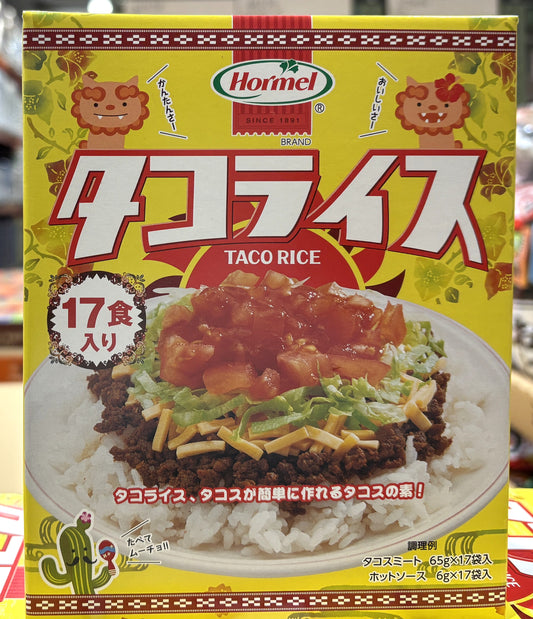 Hormel
®
SINCE 1891
BRAND
かんたんさー
おいしいさー
タコライス
TACO RICE
17食
入り
タコライス、タコスが簡単に作れるタコスの素!
たべて
ムーチョ!!
調理例
タコスミート 65g×17袋入
ホットソース 6g×17袋入